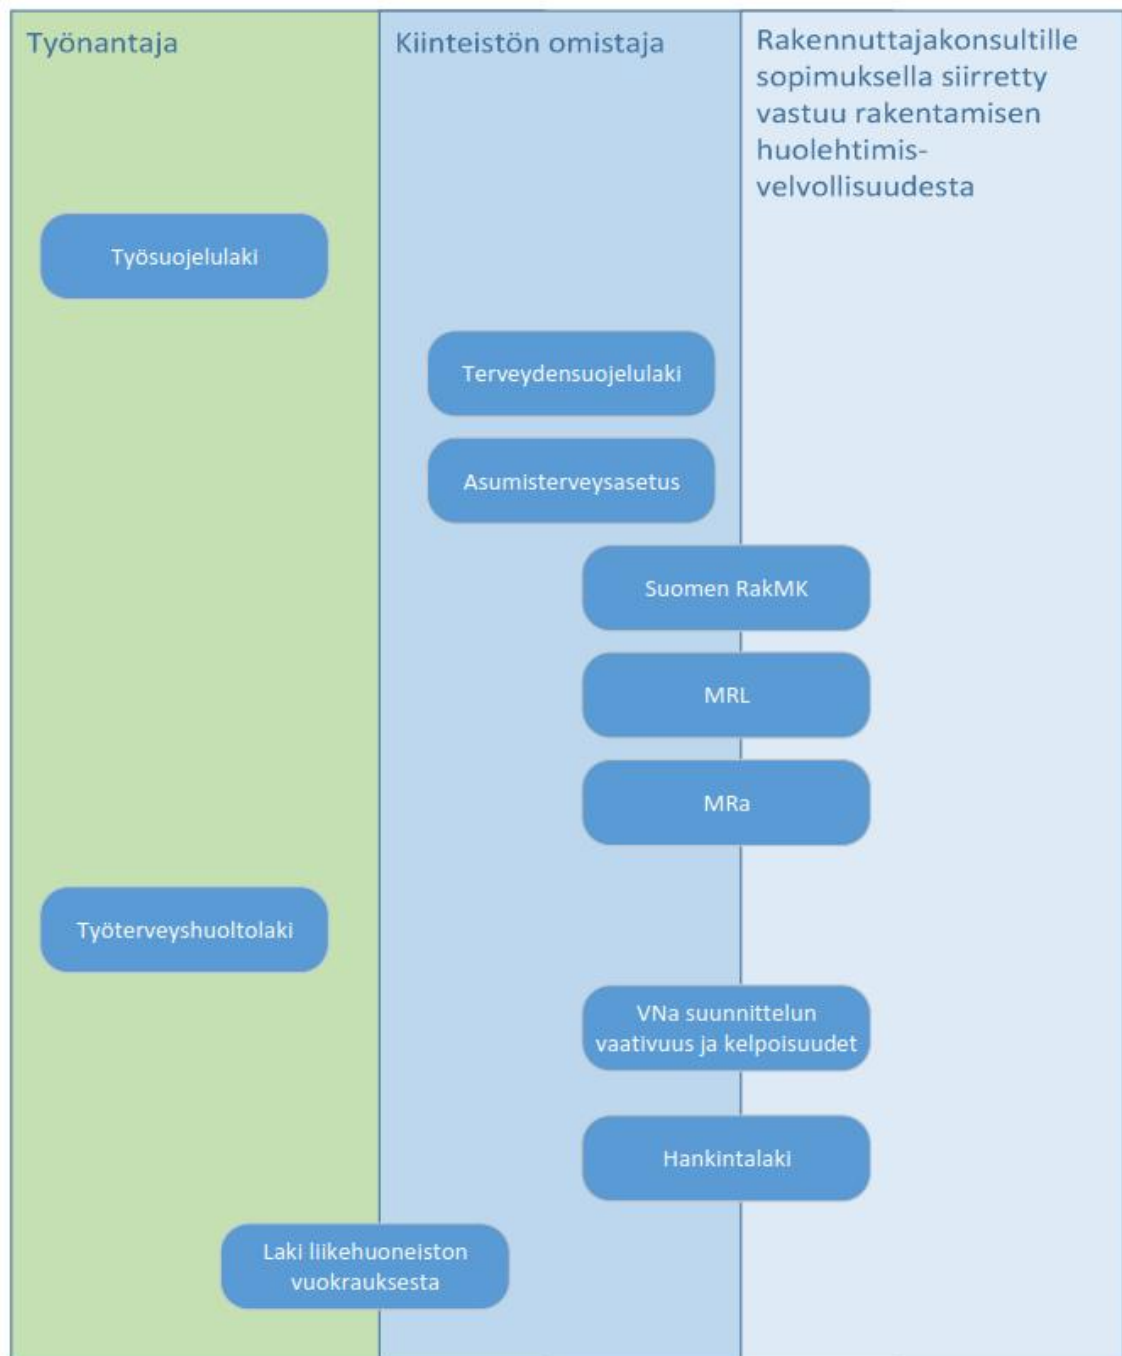 Työnantaja
Kiinteistön omistaja
Rakennuttajakonsultille
sopimuksella siirretty
vastuu rakentamisen
huolehtimis-
velvollisuudesta
Työsuojelulaki
Terveydensuojelulaki
Asumisterveysasetus
Suomen RakMK
MRL
MRa
Työterveyshuoltolaki
VNa suunnittelun
vaativuus ja kelpoisuudet
Hankintalaki
Laki liikehuoneiston
vuokrauksesta